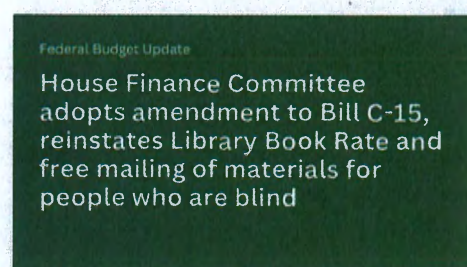 Federal Budget Update
House Finance Committee
adopts amendment to Bill C-15,
reinstates Library Book Rate and
free mailing of materials for
people who are blind